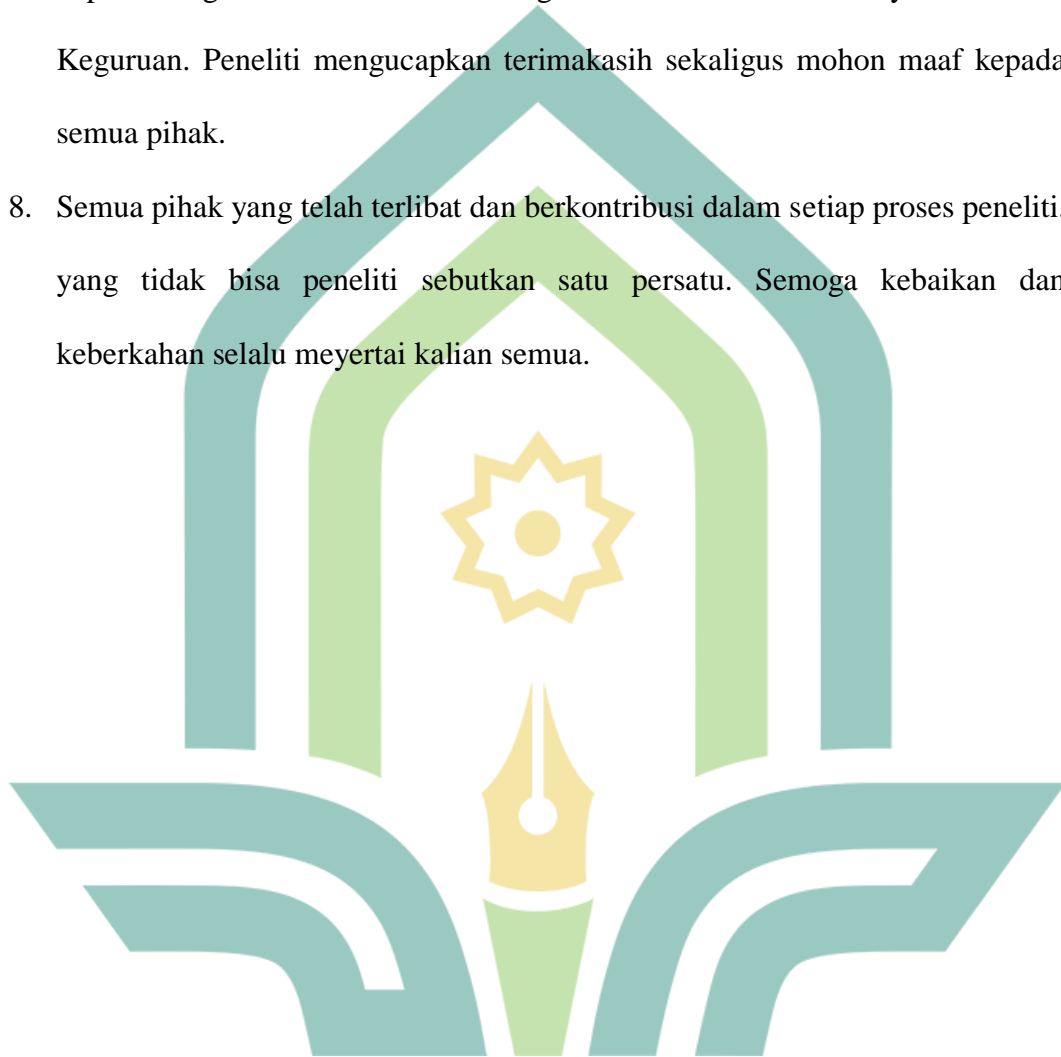 Keguruan. Peneliti mengucapkan terimakasih sekaligus mohon maaf kepada
semua pihak.
8. Semua pihak yang telah terlibat dan berkontribusi dalam setiap proses peneliti,
yang tidak bisa peneliti sebutkan satu persatu. Semoga kebaikan dan
keberkahan selalu meyertai kalian semua.